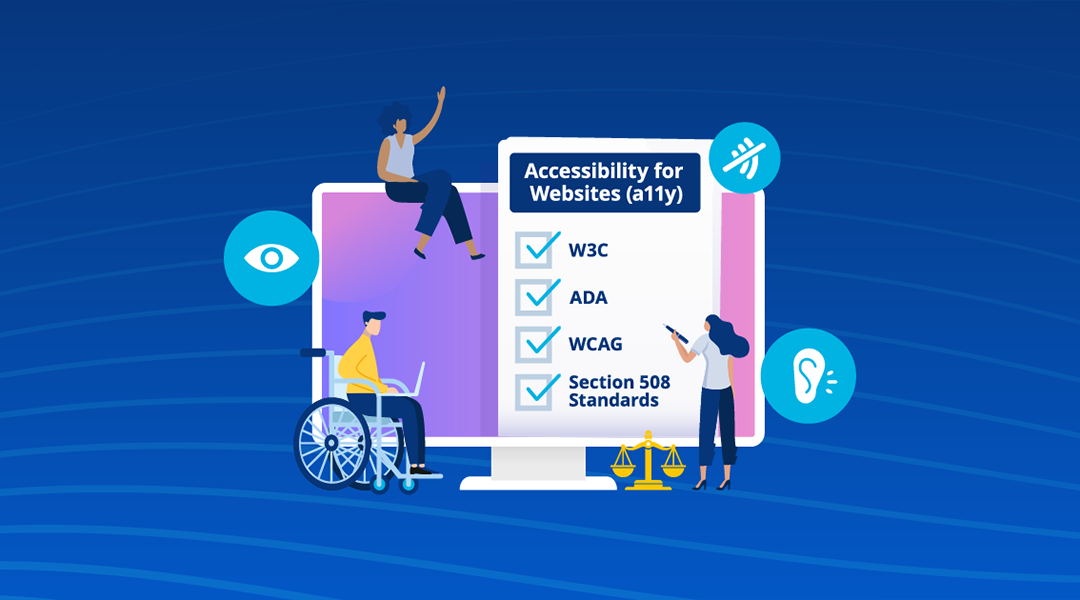 Accessibility for
Websites (a11y)
W3C
ADA
WCAG
Section 508
Standards